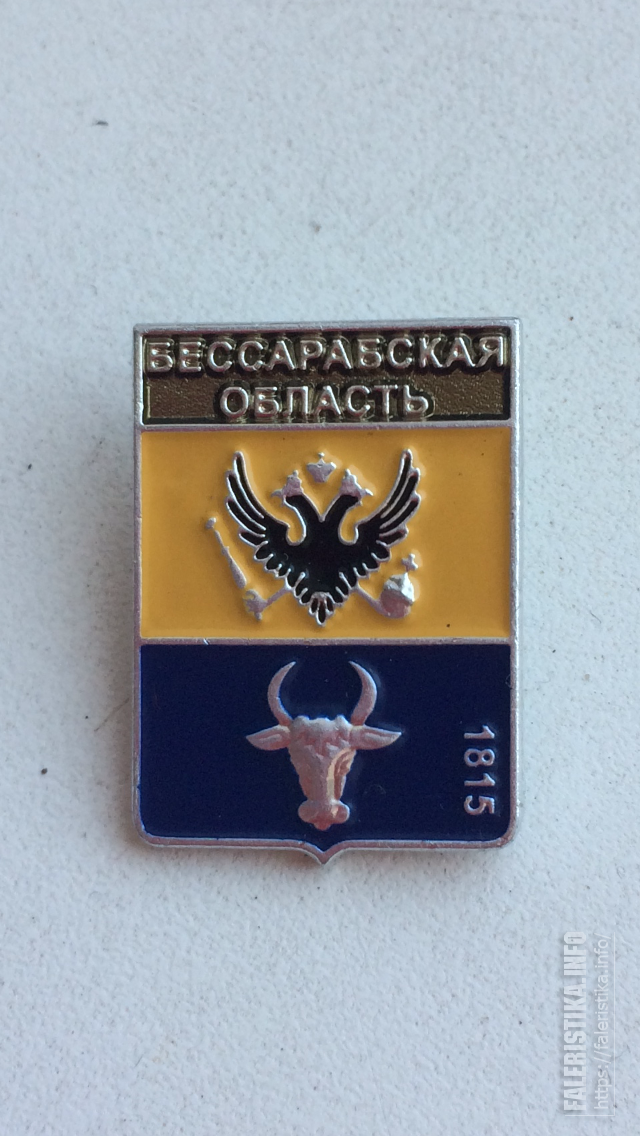 БЕССАРАБСКАЯ
ОБЛАСТЬ
1815
FALERISTIKA.INFO
https://faleristika.info/